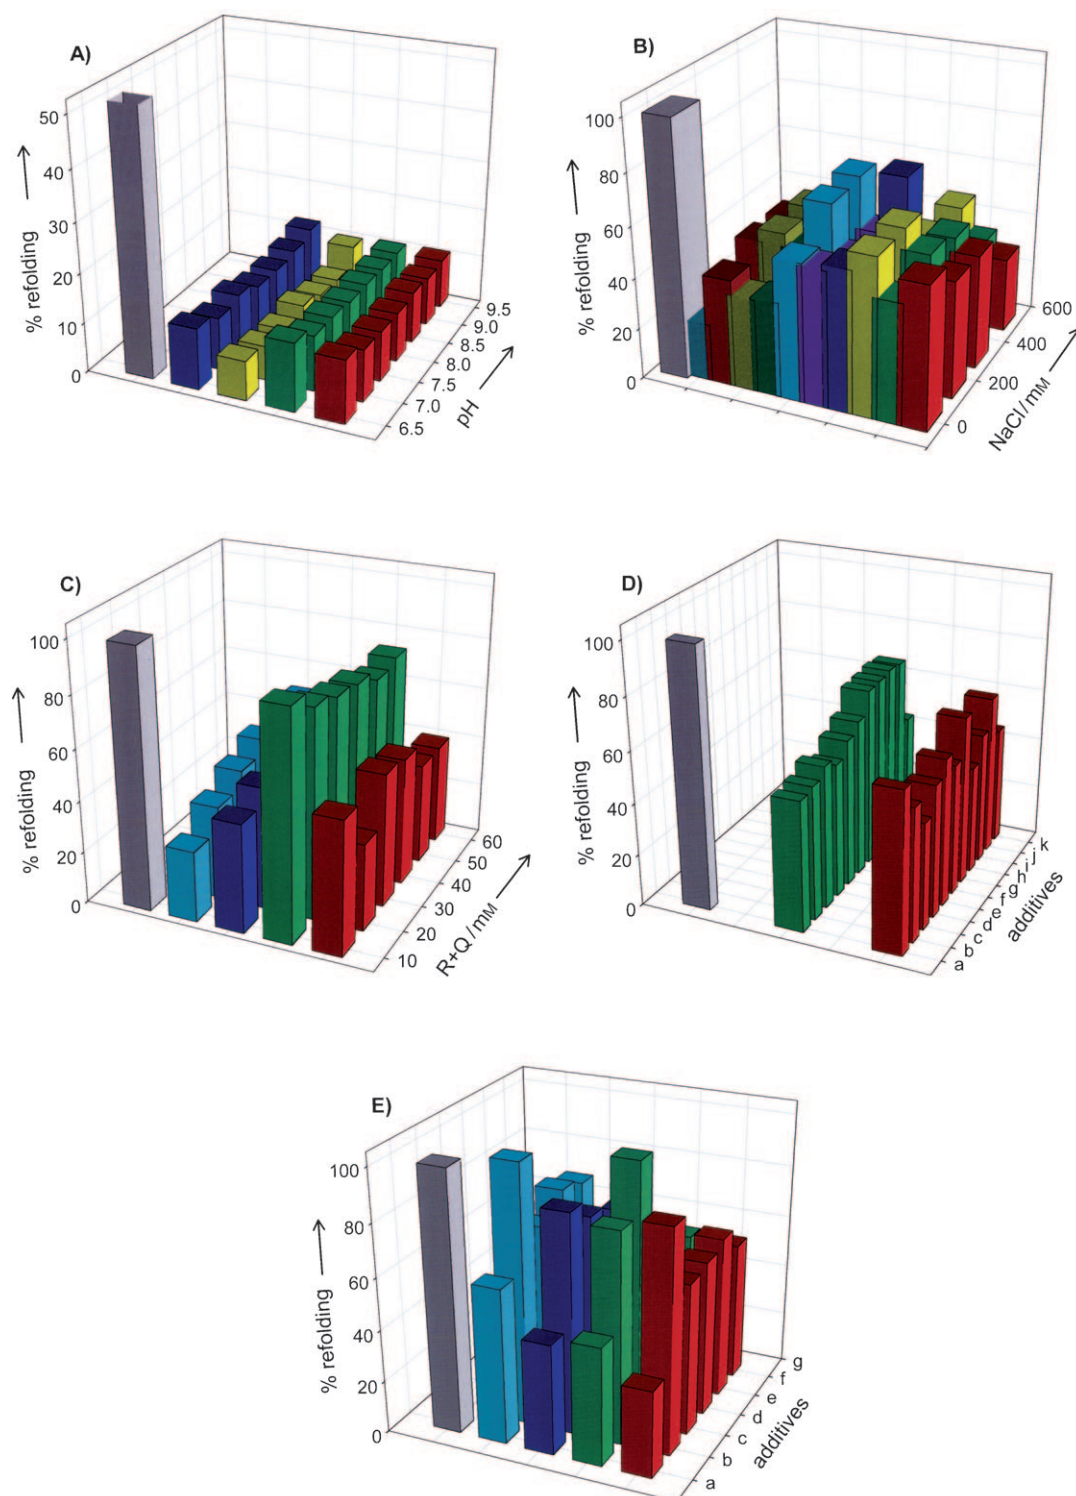 A)
% refolding
50
40
30
20
10
0
9.5
9.0
8.5
8.0
7.5
7.0
6.5
pH
B)
% refolding
100
80
60
40
20
0
600
400
200
0
NaCl/mM
C)
% refolding
100
80
60
40
20
0
60
50
40
30
20
10
R+Q/mM
D)
% refolding
100
80
60
40
20
0
k
j
i
h
g
f
e
d
c
b
a
additives
E)
% refolding
100
80
60
40
20
0
g
f
e
d
c
b
a
additives